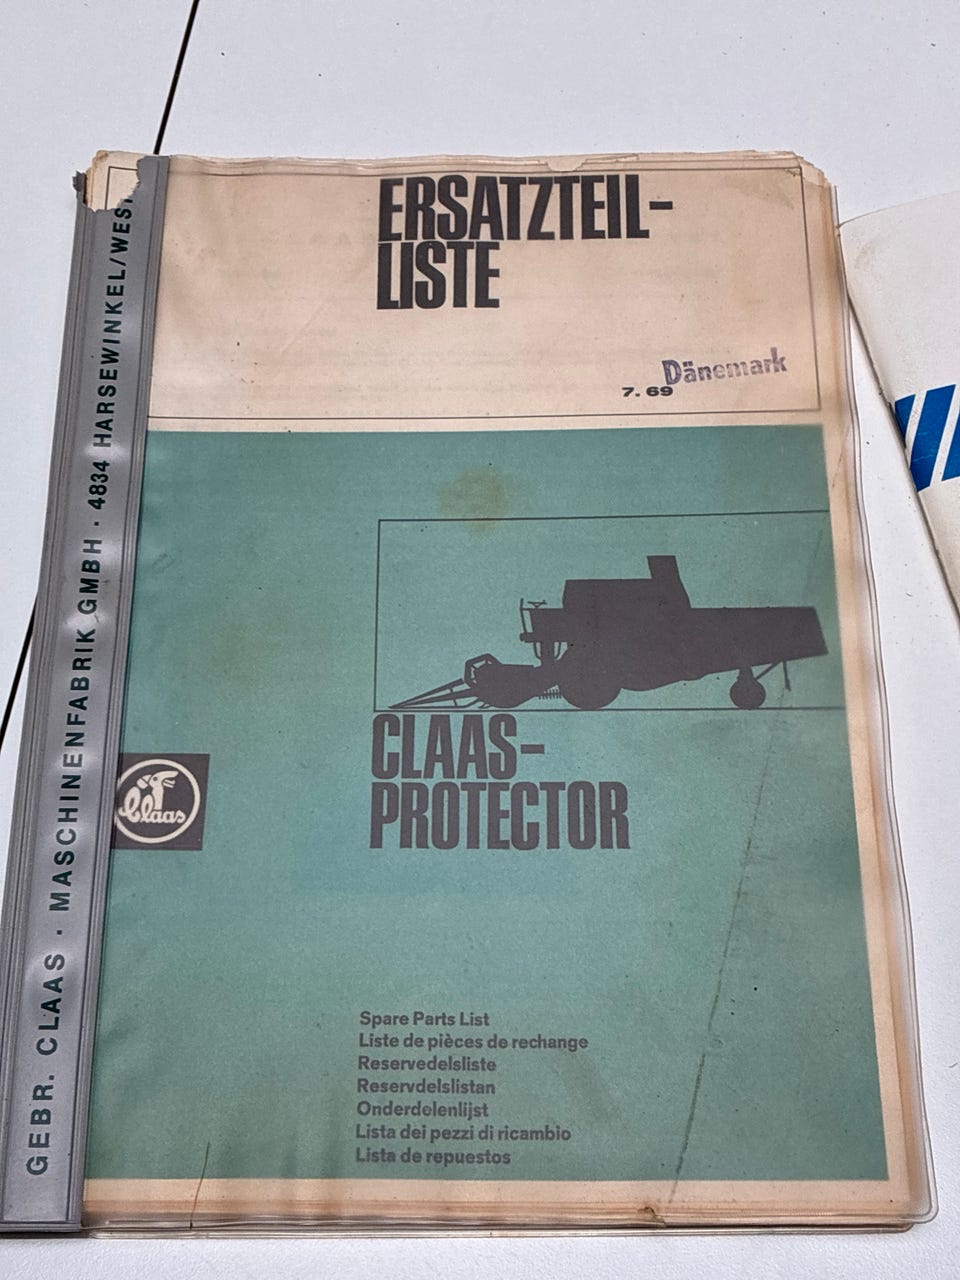 ERSATZTEIL-
LISTE
Dänemark
7. 69
CLAAS-
PROTECTOR
Claas
Spare Parts List
Liste de pièces de rechange
Reservedelsliste
Reservdelslistan
Onderdelenlijst
Lista dei pezzi di ricambio
Lista de repuestos
GEBR. CLAAS · MASCHINENFABRIK GMBH · 4834 HARSEWINKEL/WEST